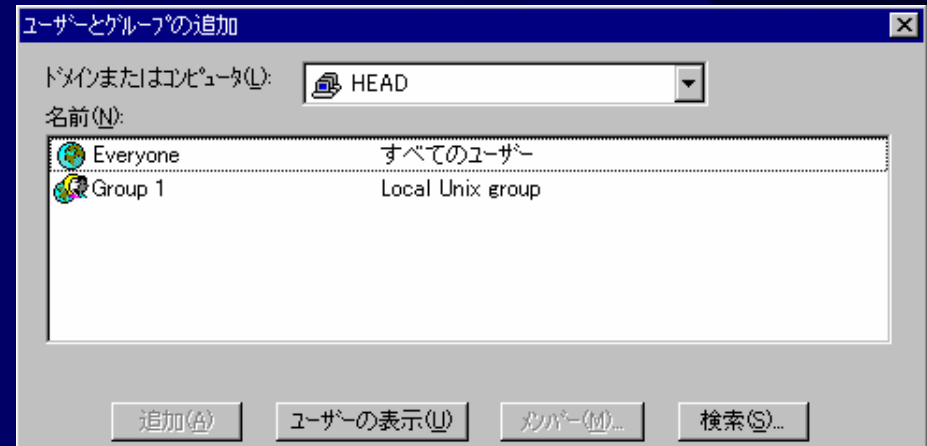 ﾕｰｻﾞｰとｸﾞﾙｰﾌﾟの追加
ﾄﾞﾒｲﾝまたはｺﾝﾋﾟｭｰﾀ(L):
HEAD
名前(N):
Everyone すべてのユーザー
Group 1 Local Unix group
追加(A) ﾕｰｻﾞｰの表示(U) ﾒﾝﾊﾞｰ(M)... 検索(S)...